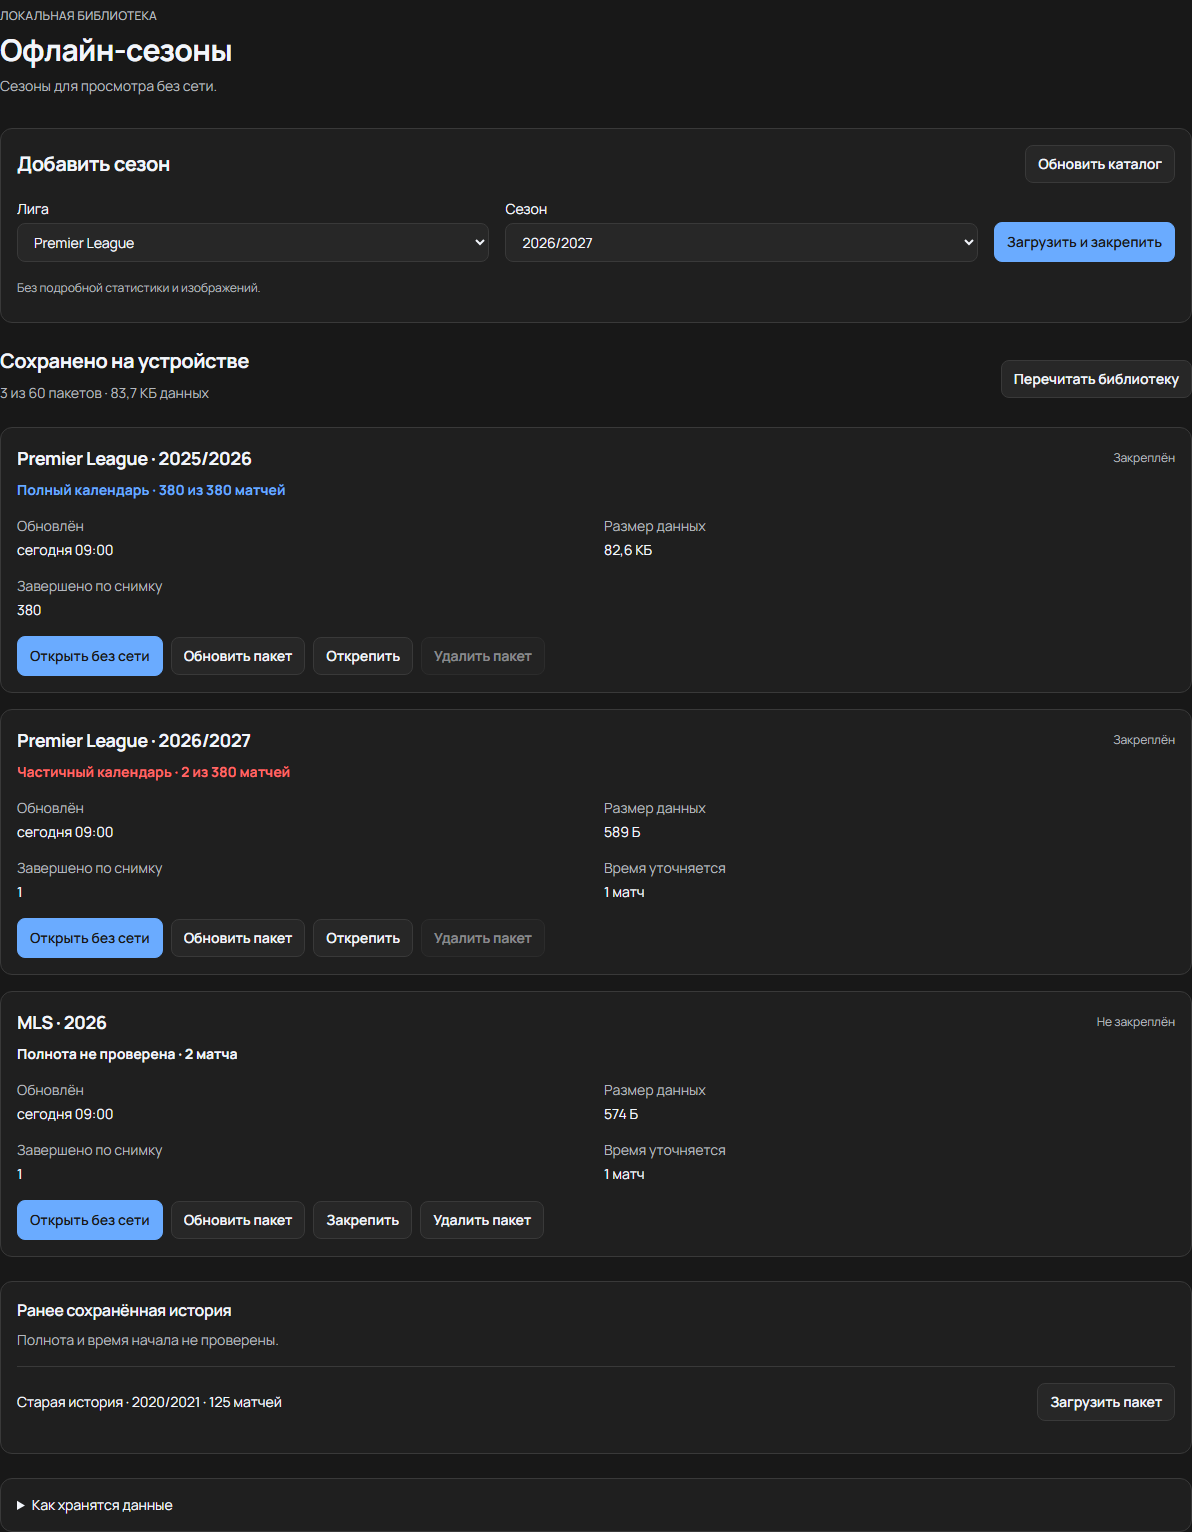 ЛОКАЛЬНАЯ БИБЛИОТЕКА
Офлайн-сезоны
Сезоны для просмотра без сети.
Добавить сезон
Обновить каталог
Лига
Сезон
Premier League
2026/2027
Загрузить и закрепить
Без подробной статистики и изображений.
Сохранено на устройстве
3 из 60 пакетов · 83,7 КБ данных
Перечитать библиотеку
Premier League · 2025/2026
Закреплён
Полный календарь · 380 из 380 матчей
Обновлён
Размер данных
сегодня 09:00
82,6 КБ
Завершено по снимку
380
Открыть без сети
Обновить пакет
Открепить
Удалить пакет
Premier League · 2026/2027
Закреплён
Частичный календарь · 2 из 380 матчей
Обновлён
Размер данных
сегодня 09:00
589 Б
Завершено по снимку
Время уточняется
1
1 матч
Открыть без сети
Обновить пакет
Открепить
Удалить пакет
MLS · 2026
Не закреплён
Полнота не проверена · 2 матча
Обновлён
Размер данных
сегодня 09:00
574 Б
Завершено по снимку
Время уточняется
1
1 матч
Открыть без сети
Обновить пакет
Закрепить
Удалить пакет
Ранее сохранённая история
Полнота и время начала не проверены.
Старая история · 2020/2021 · 125 матчей
Загрузить пакет
Как хранятся данные